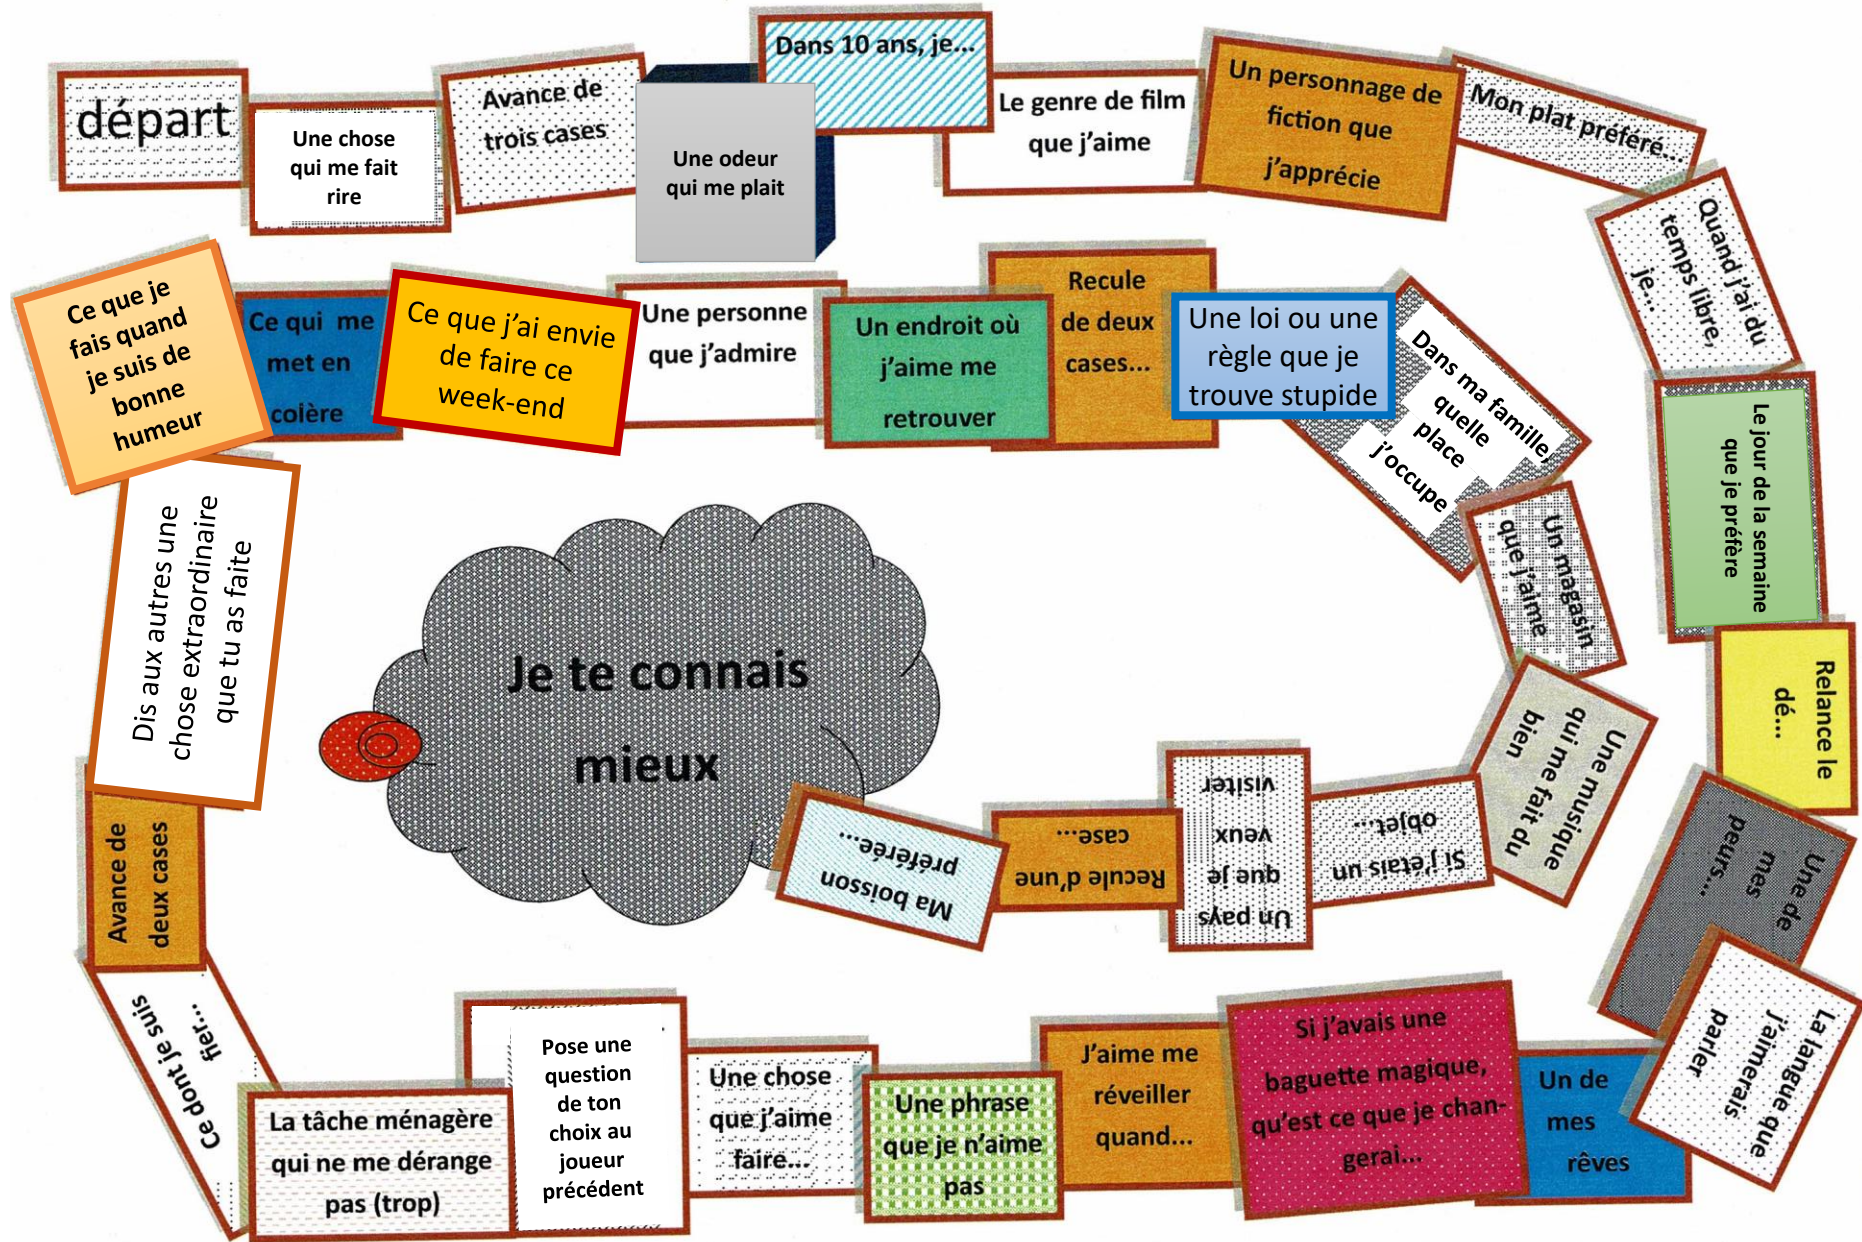 départ
Une chose
qui me fait
rire
Avance de
trois cases
Une odeur
qui me plait
Dans 10 ans, je...
Le genre de film
que j’aime
Un personnage de
fiction que
j’apprécie
Mon plat préféré...
Quand j’ai du
temps libre,
je...
Le jour de la semaine
que je préfère
Relance le
dé...
Une de
mes
peurs...
La langue que
j’aimerais
parler
Un de
mes
rêves
Si j’avais une
baguette magique,
qu’est ce que je chan-
gerai...
J’aime me
réveiller
quand...
Une phrase
que je n’aime
pas
Une chose
que j’aime
faire...
Pose une
question
de ton
choix au
joueur
précédent
La tâche ménagère
qui ne me dérange
pas (trop)
Ce dont je suis
fier...
Avance de
deux cases
Dis aux autres une
chose extraordinaire
que tu as faite
Ce que je
fais quand
je suis de
bonne
humeur
Ce qui me
met en
colère
Ce que j’ai envie
de faire ce
week-end
Une personne
que j’admire
Un endroit où
j’aime me
retrouver
Recule
de deux
cases...
Une loi ou une
règle que je
trouve stupide
Dans ma famille,
quelle
place
j’occupe
Un magasin
que j’aime
Une musique
qui me fait du
bien
Si j’étais un
objet...
Un pays
que je
veux
visiter
Recule d’une
case...
Ma boisson
préférée...
Je te connais
mieux